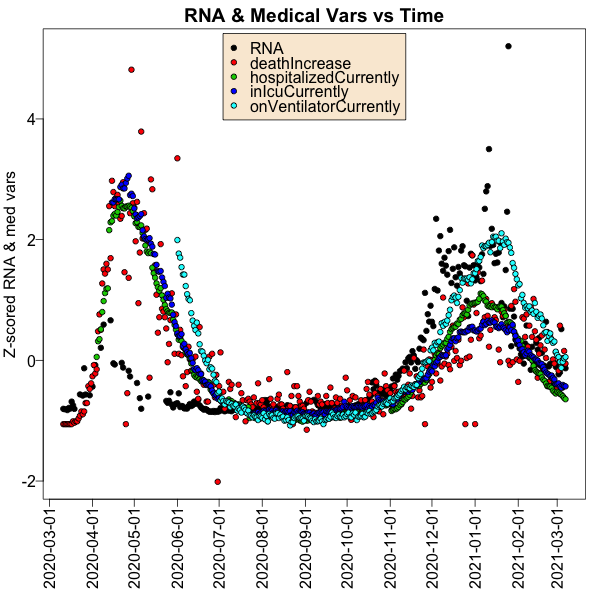 RNA & Medical Vars vs Time
RNA
deathIncrease
hospitalizedCurrently
inIcuCurrently
onVentilatorCurrently
Z-scored RNA & med vars
4
2
0
-2
2020-03-01
2020-04-01
2020-05-01
2020-06-01
2020-07-01
2020-08-01
2020-09-01
2020-10-01
2020-11-01
2020-12-01
2021-01-01
2021-02-01
2021-03-01